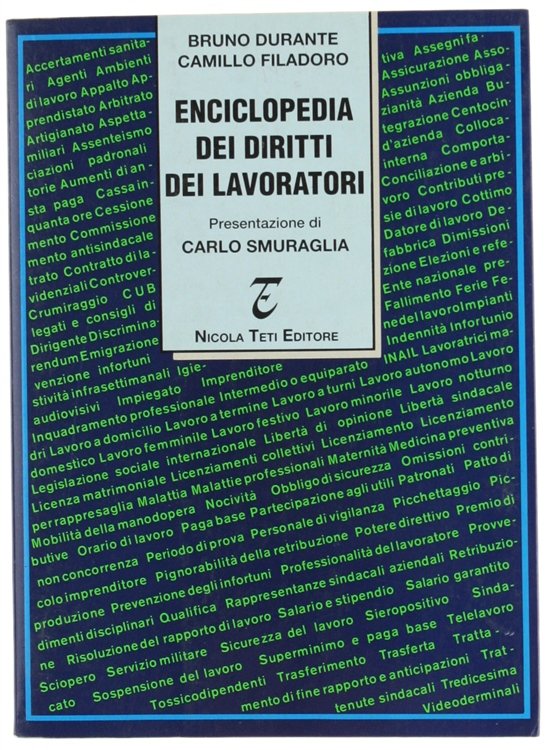 BRUNO DURANTE
CAMILLO FILADORO
ENCICLOPEDIA
DEI DIRITTI
DEI LAVORATORI
Presentazione di
CARLO SMURAGLIA
NICOLA TETI EDITORE
Accertamenti sanita-
ri Agenti Ambienti
di lavoro Appalto Ap-
prendistato Arbitrato
Artigianato Aspetta-
miliari Assenteismo
ciazioni padronali
torie Aumenti di an-
sta paga Cassa in-
quanta ore Cessione
mento Commissione
mento antisindacale
trato Contratto di la-
videnziali Controver-
Crumiraggio CUB
legati e consigli di
Dirigente Discrimina-
rendum Emigrazione
venzione infortuni
stività infrasettimanali Igie-
audiovisivi Impiegato Imprenditore
tiva Assegni fa-
Assicurazione Asso-
Assunzioni obbliga-
zianità Azienda Bu-
tegrazione Centocin-
d'azienda Colloca-
interna Comporta-
Conciliazione e arbi-
voro Contributi pre-
sie di lavoro Cottimo
Datore di lavoro De-
fabbrica Dimissioni
zione Elezioni e refe-
Ente nazionale pre-
Fallimento Ferie Fe-
ne del lavoro Impianti
Indennità Infortunio
Inquadramento professionale Intermedio o equiparato INAIL Lavoratrici ma-
dri Lavoro a domicilio Lavoro a termine Lavoro a turni Lavoro autonomo Lavoro
domestico Lavoro femminile Lavoro festivo Lavoro minorile Lavoro notturno
Legislazione sociale internazionale Libertà di opinione Libertà sindacale
Licenza matrimoniale Licenziamenti collettivi Licenziamento Licenziamento
per rappresaglia Malattia Malattie professionali Maternità Medicina preventiva
Mobilità della manodopera Nocività Obbligo di sicurezza Omissioni contri-
butive Orario di lavoro Paga base Partecipazione agli utili Patronati Patto di
non concorrenza Periodo di prova Personale di vigilanza Picchettaggio Pic-
colo imprenditore Pignorabilità della retribuzione Potere direttivo Premio di
produzione Prevenzione degli infortuni Professionalità del lavoratore Provve-
dimenti disciplinari Qualifica Rappresentanze sindacali aziendali Retribuzio-
ne Risoluzione del rapporto di lavoro Salario e stipendio Salario garantito
Sciopero Servizio militare Sicurezza del lavoro Sieropositivo Sinda-
cato Sospensione del lavoro Superminimo e paga base Telelavoro
Tossicodipendenti Trasferimento Trasferta Tratta-
mento di fine rapporto e anticipazioni Trat-
tenute sindacali Tredicesima
Videoderminali